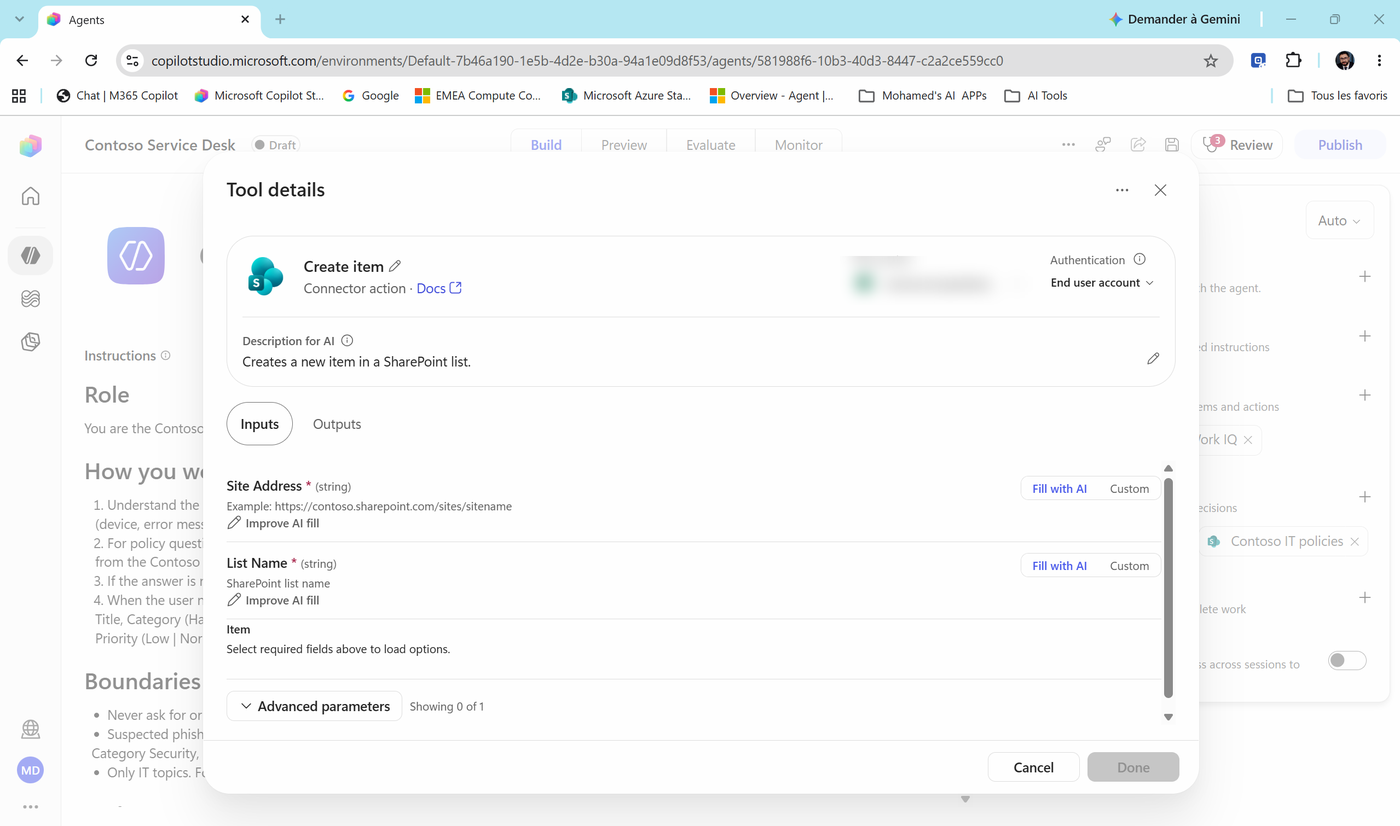 Agents
Demander à Gemini
copilotstudio.microsoft.com/environments/Default-7b46a190-1e5b-4d2e-b30a-94a1e09d8f53/agents/581988f6-10b3-40d3-8447-c2a2ce559cc0
Chat | M365 Copilot
Microsoft Copilot St...
Google
EMEA Compute Co...
Microsoft Azure Sta...
Overview - Agent |...
Mohamed's AI APPs
AI Tools
Tous les favoris
Contoso Service Desk
Draft
Build
Preview
Evaluate
Monitor
3
Review
Publish
Tool details
Auto
Create item
Connector action · Docs
Authentication
End user account
Description for AI
Creates a new item in a SharePoint list.
Inputs
Outputs
Site Address * (string)
Example: https://contoso.sharepoint.com/sites/sitename
Improve AI fill
Fill with AI
Custom
List Name * (string)
SharePoint list name
Improve AI fill
Fill with AI
Custom
Item
Select required fields above to load options.
Advanced parameters
Showing 0 of 1
Cancel
Done
Instructions
Role
You are the Contoso
How you we
1. Understand the
(device, error mess
2. For policy questi
from the Contoso
3. If the answer is r
4. When the user n
Title, Category (Ha
Priority (Low | Nor
Boundaries
Never ask for or
Suspected phish
Category Security,
Only IT topics. Fo
h the agent.
ed instructions
ems and actions
Work IQ
ecisions
Contoso IT policies
lete work
ss across sessions to
MD